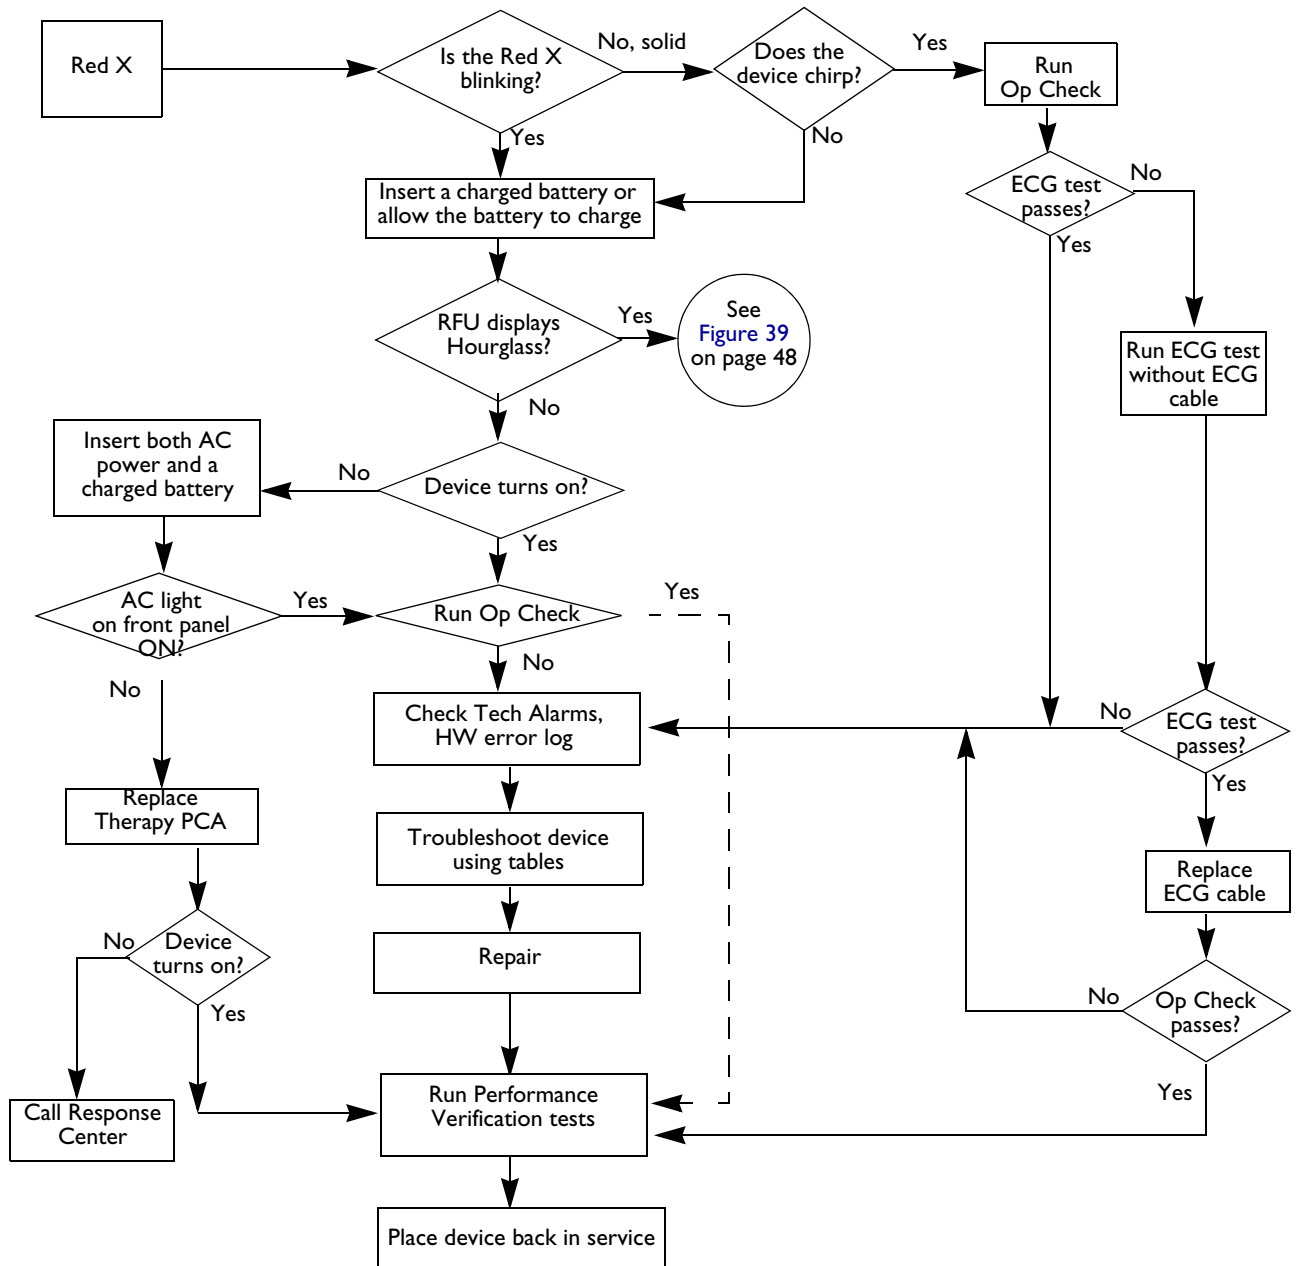 Red X
Is the Red X
blinking?
No, solid
Does the
device chirp?
Yes
Run
Op Check
Yes
No
Insert a charged battery or
allow the battery to charge
ECG test
passes?
No
Yes
RFU displays
Hourglass?
Yes
See
Figure 39
on page 48
No
Run ECG test
without ECG
cable
Insert both AC
power and a
charged battery
No
Device turns on?
Yes
AC light
on front panel
ON?
Yes
Run Op Check
Yes
No
No
Check Tech Alarms,
HW error log
No
ECG test
passes?
Yes
Replace
Therapy PCA
Troubleshoot device
using tables
Replace
ECG cable
No
Device
turns on?
Yes
Repair
No
Op Check
passes?
Yes
Call Response
Center
Run Performance
Verification tests
Place device back in service